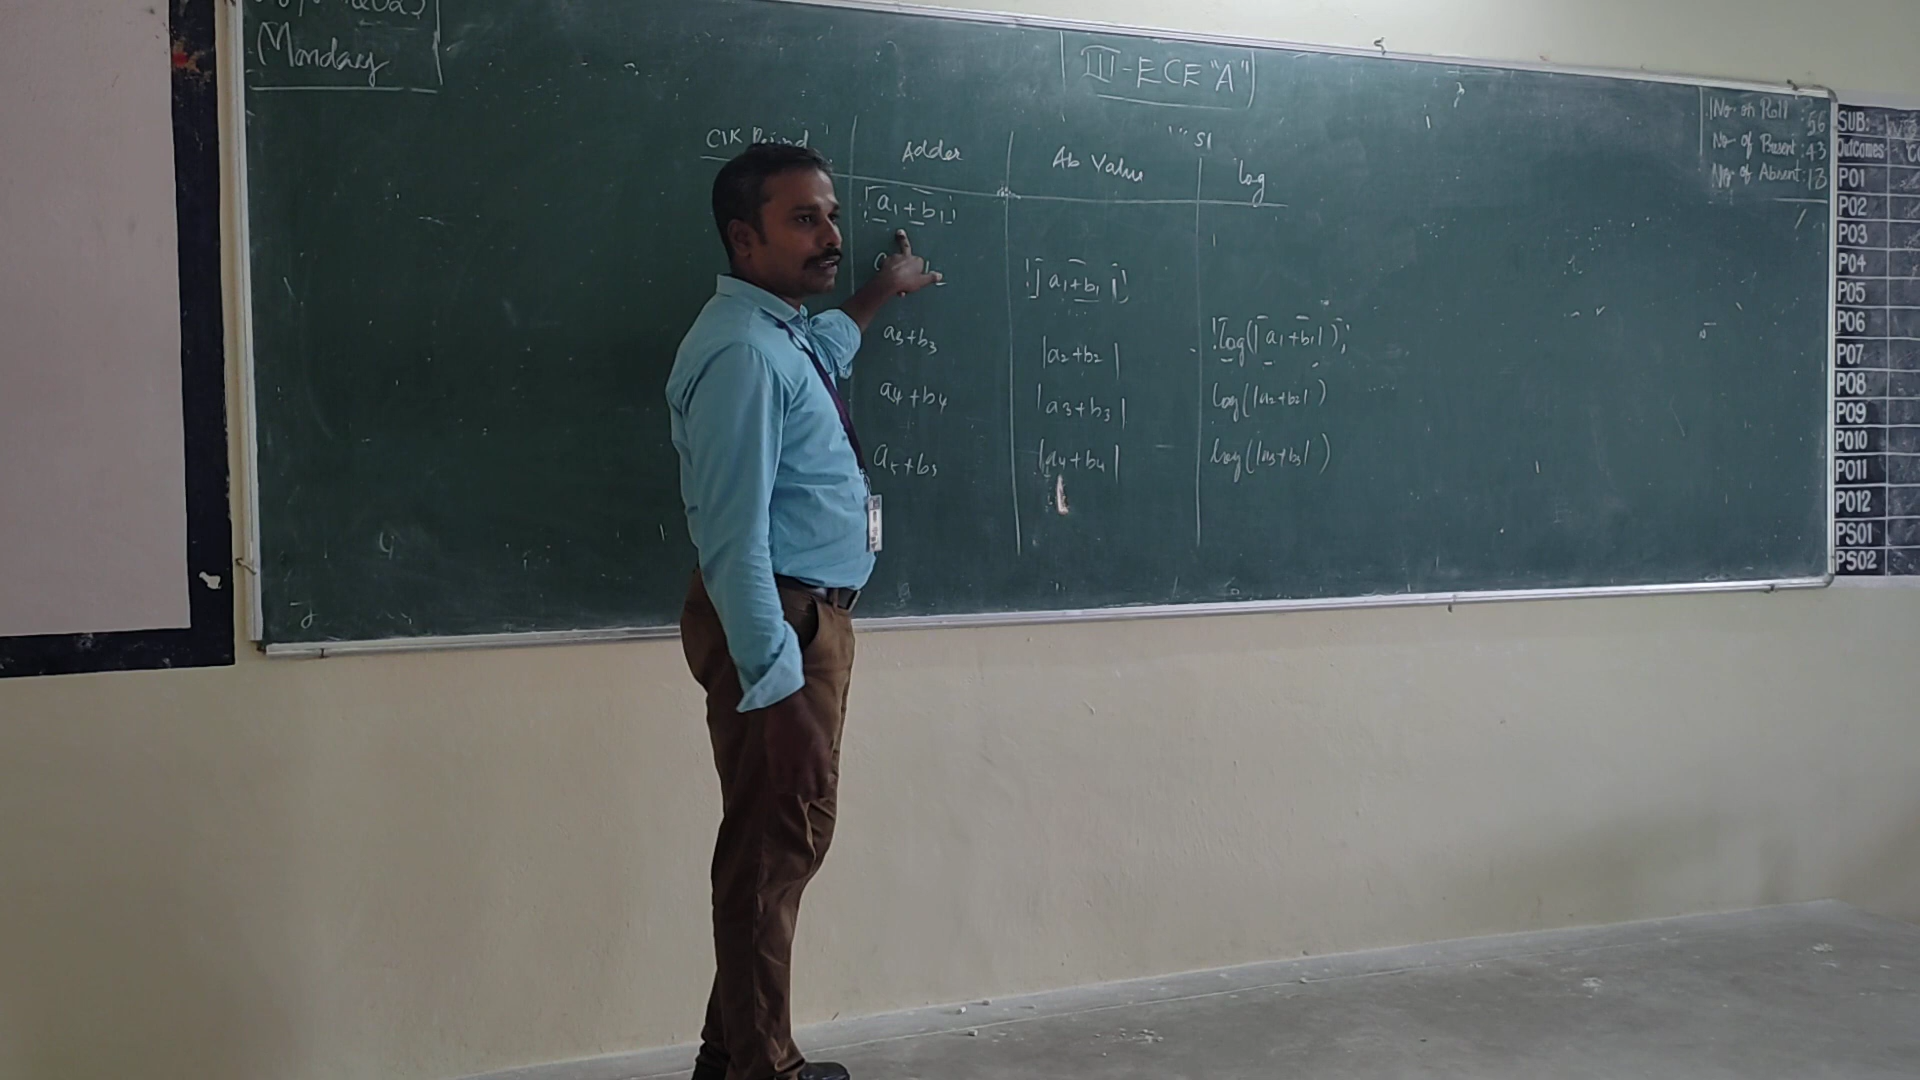 Monday
III-ECE "A"
No. on Roll : 56
No. of Present : 43
No. of Absent : 13
Clk Period Adder Ab Value log
a1+b1
|a1+b1|
a3+b3 |a2+b2| log(|a1+b1|)
a4+b4 |a3+b3| log(|a2+b2|)
a5+b5 |a4+b4| log(|a3+b3|)
SUB:
Outcomes
PO1
PO2
PO3
PO4
PO5
PO6
PO7
PO8
PO9
PO10
PO11
PO12
PSO1
PSO2